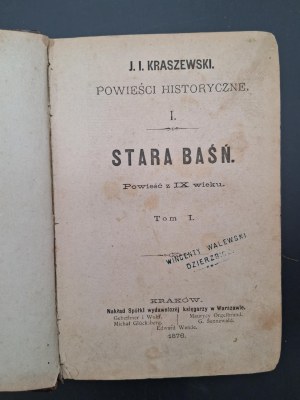 J. I. KRASZEWSKI.
POWIEŚCI HISTORYCZNE.
I.
STARA BAŚŃ.
Powieść z IX wieku.
Tom I.
WINCENTY WALEWSKI
KRAKÓW.
Nakład Spółki wydawniczej księgarzy w Warszawie.
Gebethner i Wolff.
Michał Glücksberg.
Edward Wende.
1876.